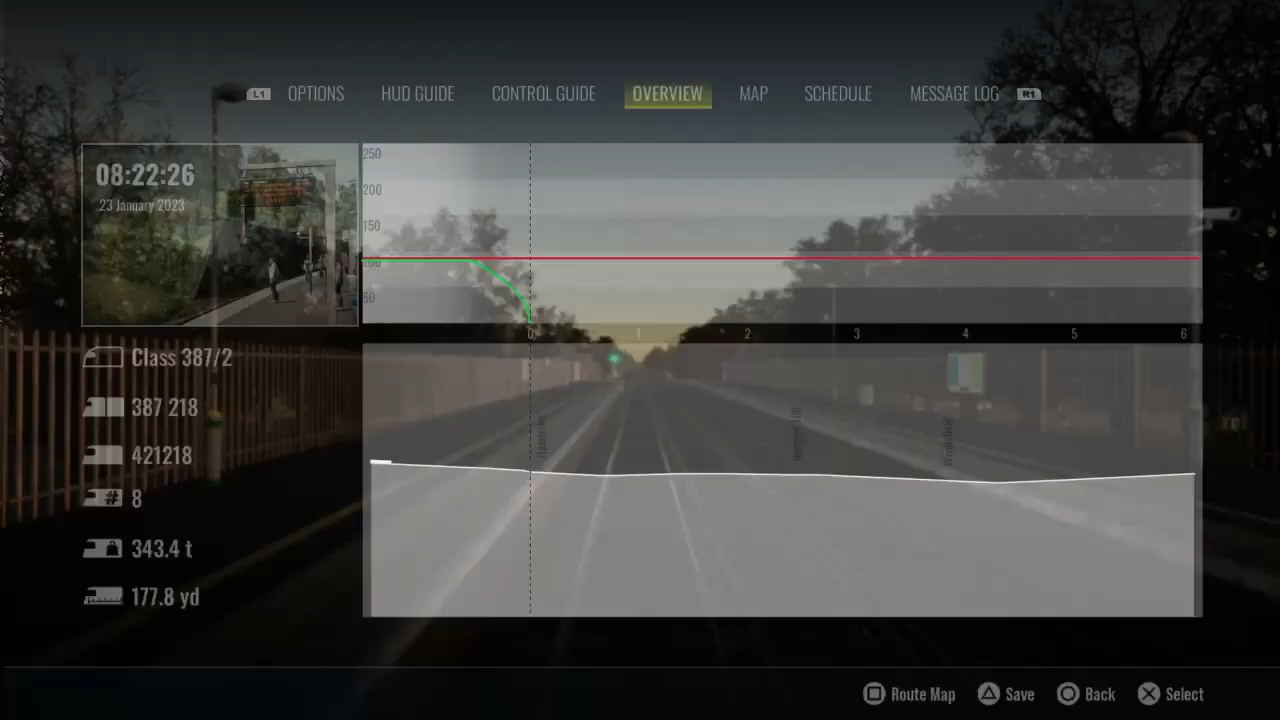 L1 OPTIONS HUD GUIDE CONTROL GUIDE OVERVIEW MAP SCHEDULE MESSAGE LOG R1
08:22:26
23 January 2023
250
200
150
100
50
0 1 2 3 4 5 6
Class 387/2
387 218
421218
# 8
343.4 t
177.8 yd
Wivelsfield
Route Map Save Back Select